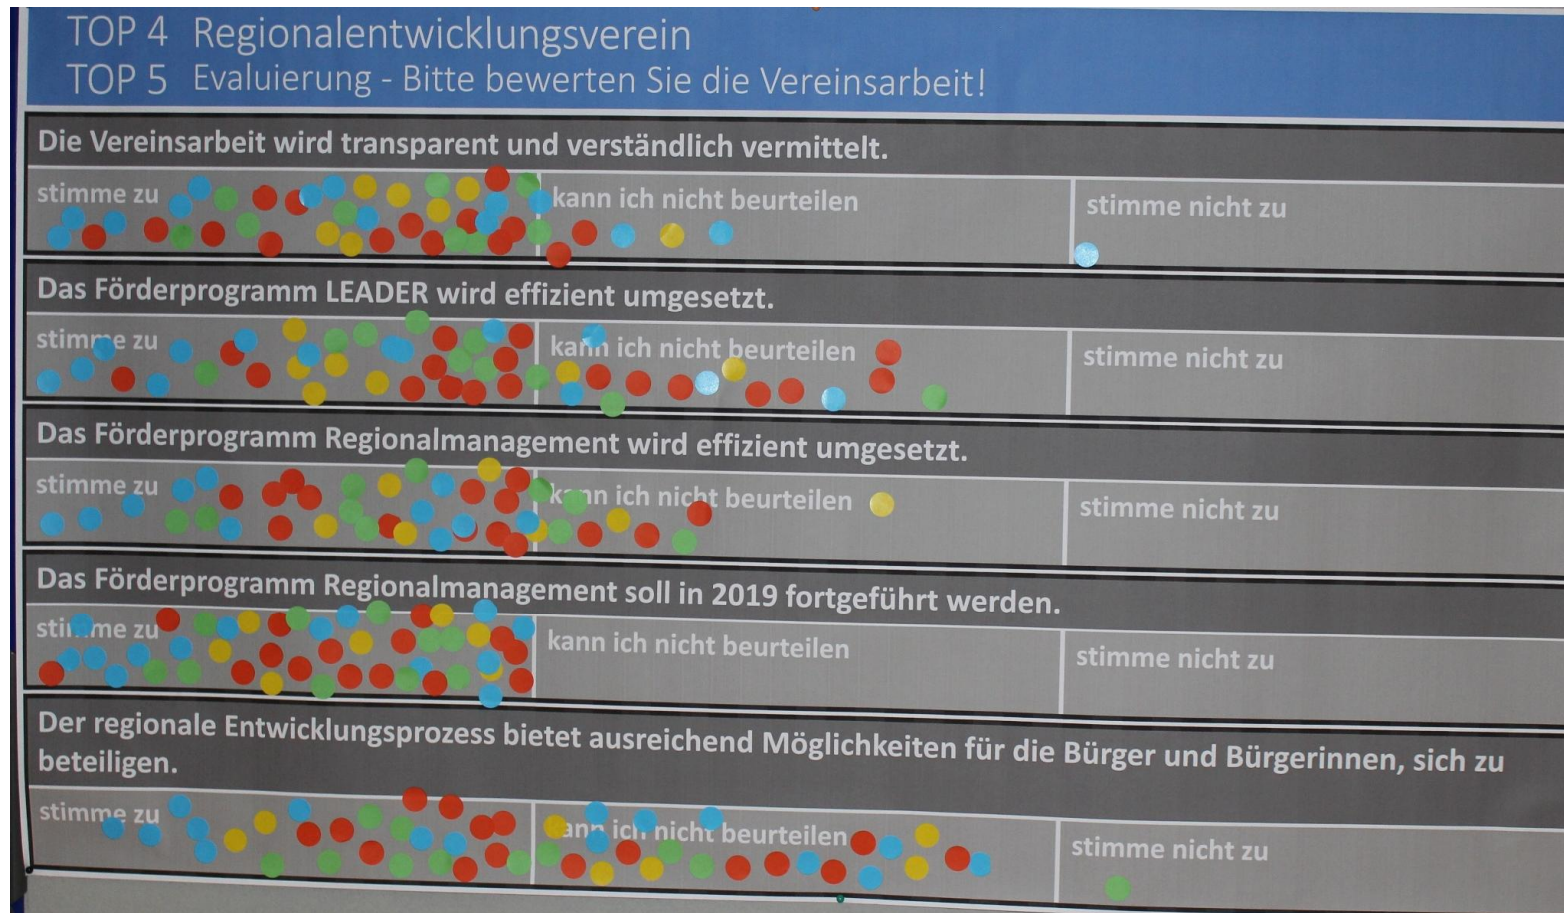 TOP 4 Regionalentwicklungsverein
TOP 5 Evaluierung - Bitte bewerten Sie die Vereinsarbeit!
Die Vereinsarbeit wird transparent und verständlich vermittelt.
stimme zu kann ich nicht beurteilen stimme nicht zu
Das Förderprogramm LEADER wird effizient umgesetzt.
stimme zu kann ich nicht beurteilen stimme nicht zu
Das Förderprogramm Regionalmanagement wird effizient umgesetzt.
stimme zu kann ich nicht beurteilen stimme nicht zu
Das Förderprogramm Regionalmanagement soll in 2019 fortgeführt werden.
stimme zu kann ich nicht beurteilen stimme nicht zu
Der regionale Entwicklungsprozess bietet ausreichend Möglichkeiten für die Bürger und Bürgerinnen, sich zu
beteiligen.
stimme zu kann ich nicht beurteilen stimme nicht zu